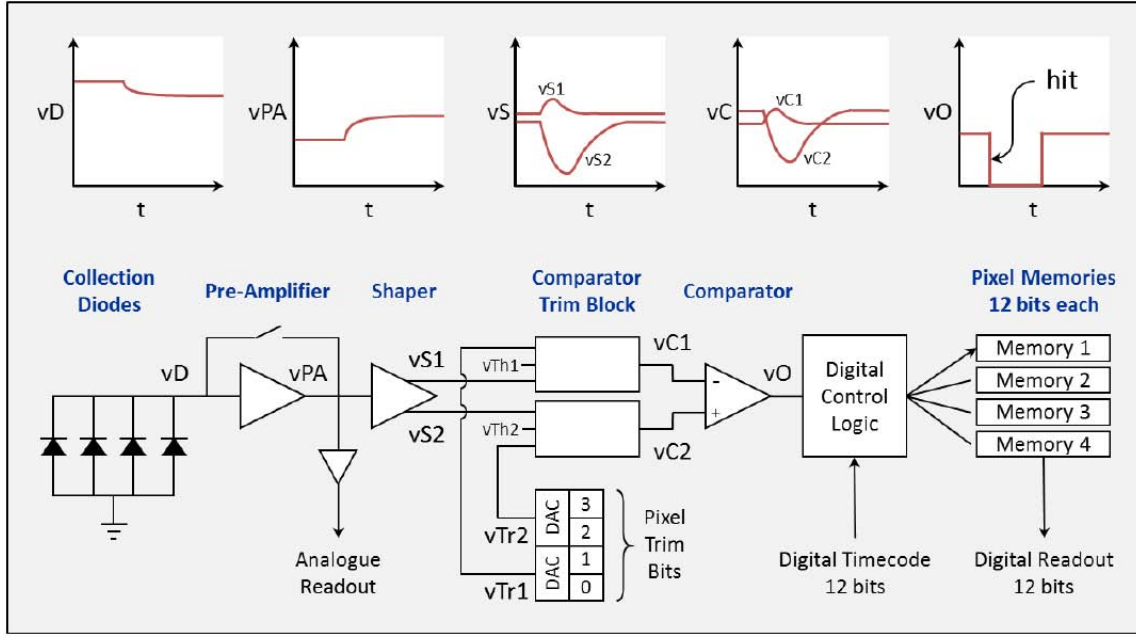 vD
t
vPA
t
vS
vS1
vS2
t
vC
vC1
vC2
t
vO
hit
t
Collection
Diodes
Pre-Amplifier
Shaper
Comparator
Trim Block
Comparator
Pixel Memories
12 bits each
vD
vPA
vS1
vS2
vTh1
vTh2
vC1
vC2
-
+
vO
Digital
Control
Logic
Memory 1
Memory 2
Memory 3
Memory 4
vTr2
vTr1
DAC
DAC
3
2
1
0
Pixel
Trim
Bits
Analogue
Readout
Digital Timecode
12 bits
Digital Readout
12 bits